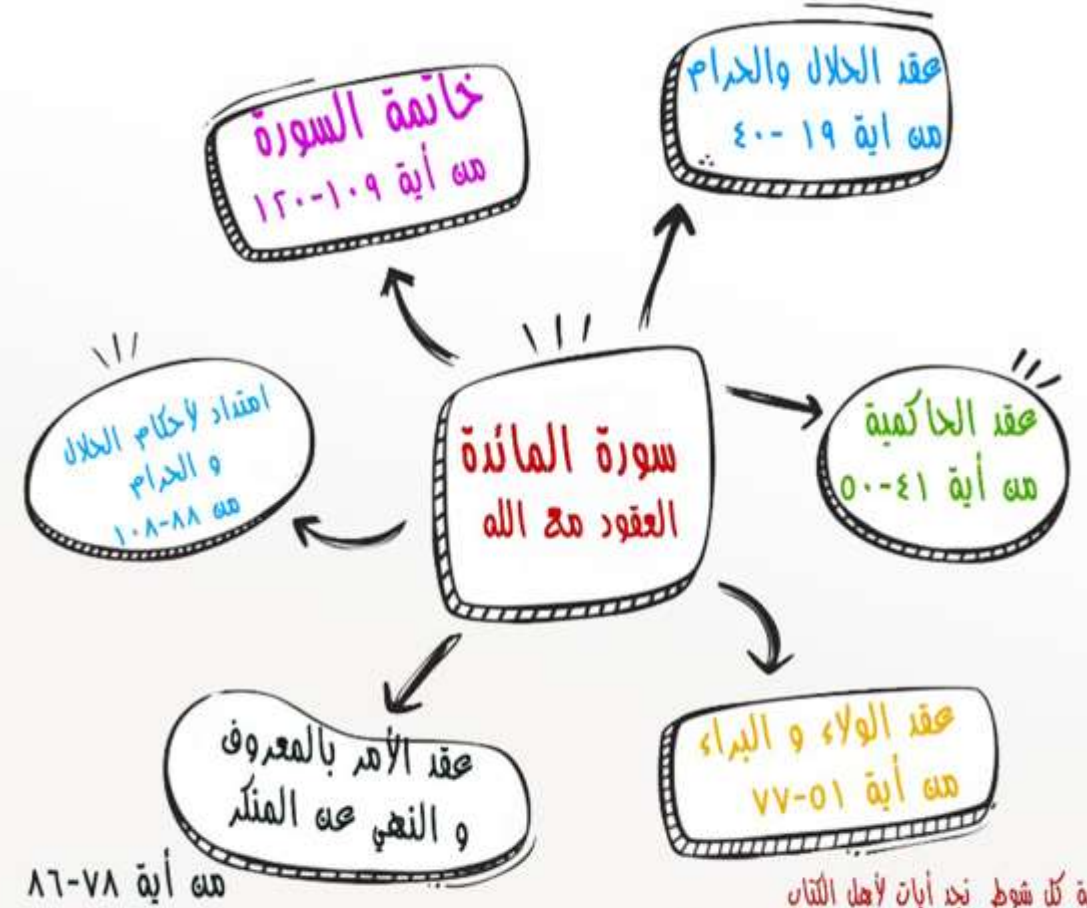 عقد الحلال والحرام
من اية ١٩ -٤٠
خاتمة السورة
من أية ١٠٩-١٢٠
عقد الحاكمية
من أية ٤١-٥٠
امتداد لأحكام الحلال
و الحرام
من ٨٨-١٠٨
سورة المائدة
العقود مع الله
عقد الولاء و البراء
من أية ٥١-٧٧
عقد الأمر بالمعروف
و النهي عن المنكر
من أية ٧٨-٨٦
كل شوط نجد أيات لأهل الكتاب